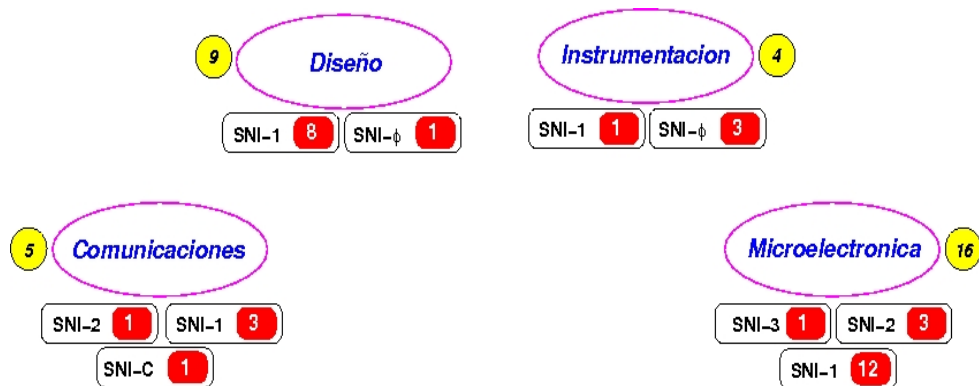 9 Diseño
SNI-1 8 SNI-ϕ 1
Instrumentacion 4
SNI-1 1 SNI-ϕ 3
5 Comunicaciones
SNI-2 1 SNI-1 3
SNI-C 1
Microelectronica 16
SNI-3 1 SNI-2 3
SNI-1 12